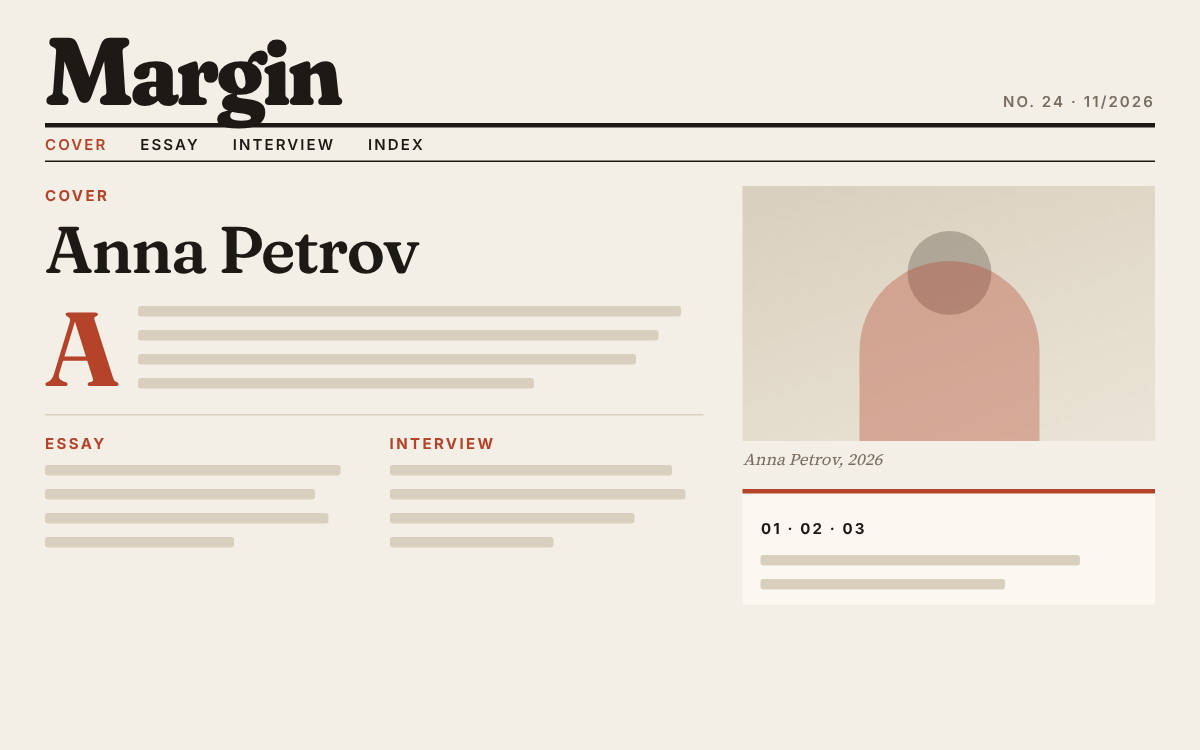 Margin
NO. 24 · 11/2026
COVER ESSAY INTERVIEW INDEX
COVER
Anna Petrov
A
ESSAY
INTERVIEW
Anna Petrov, 2026
01 · 02 · 03